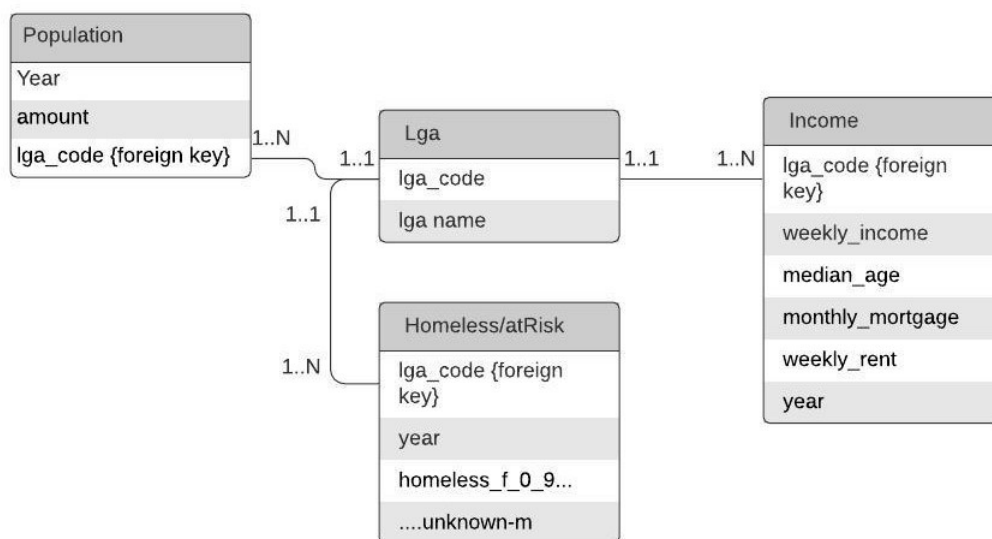 Population
Year
amount
lga_code {foreign key}
1..N
1..1
1..1
Lga
lga_code
lga name
1..1
1..N
Income
lga_code {foreign
key}
weekly_income
median_age
monthly_mortgage
weekly_rent
year
1..N
Homeless/atRisk
lga_code {foreign
key}
year
homeless_f_0_9...
....unknown-m